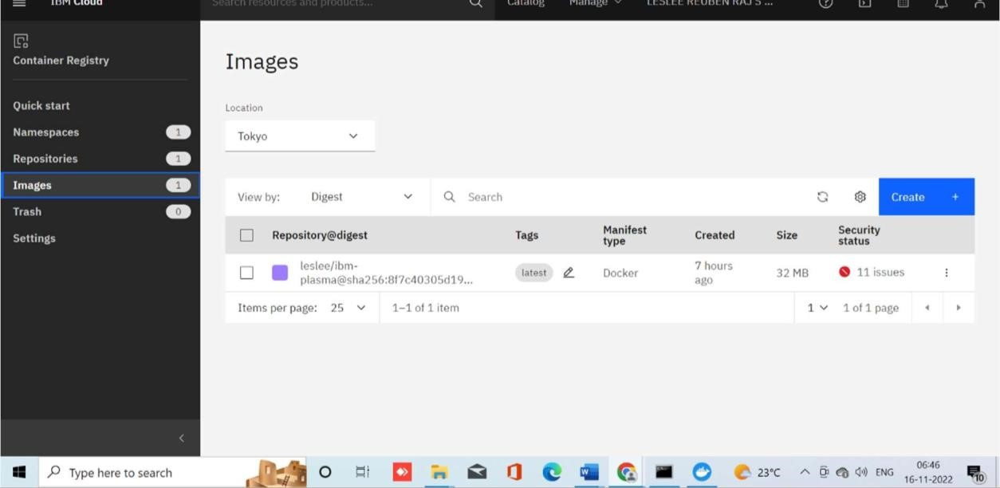 IBM Cloud
Search resources and products...
Catalog
Manage
LESLEE REUBEN RAJ S ...
Container Registry
Quick start
Namespaces 1
Repositories 1
Images 1
Trash 0
Settings
Images
Location
Tokyo
View by: Digest
Search
Create +
Repository@digest
Tags
Manifest
type
Created
Size
Security
status
leslee/ibm-
plasma@sha256:8f7c40305d19...
latest
Docker
7 hours
ago
32 MB
11 issues
Items per page: 25
1–1 of 1 item
1
1 of 1 page
Type here to search
23°C
ENG
06:46
16-11-2022
10